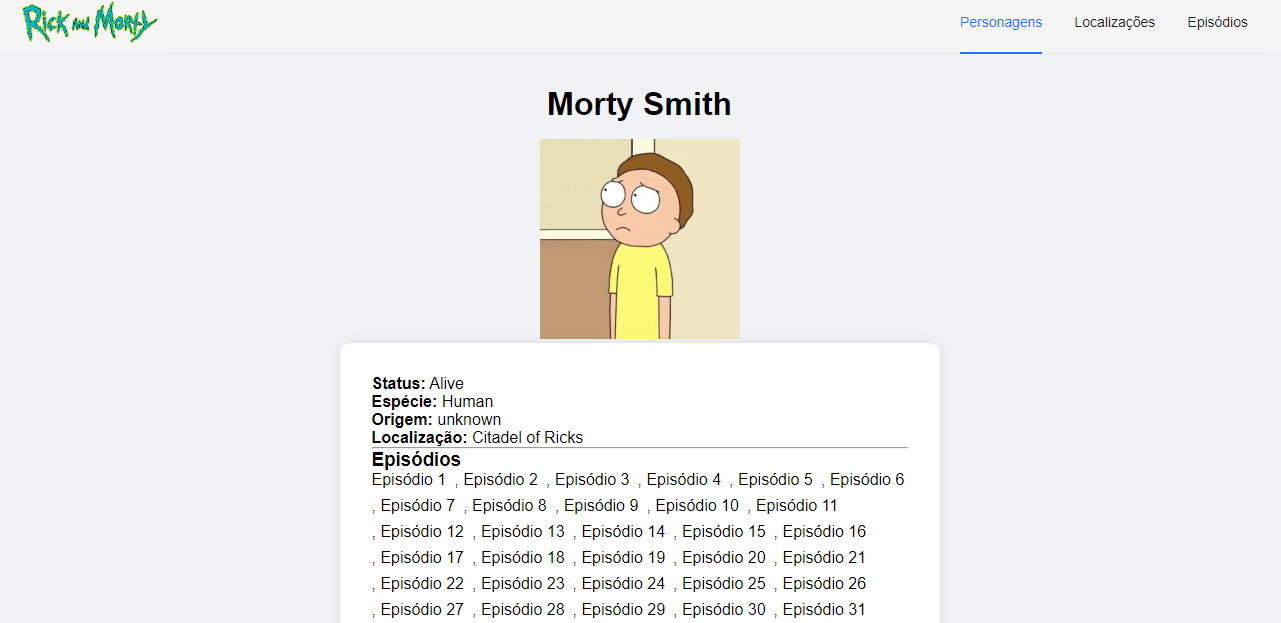 Rick and Morty
Personagens Localizações Episódios
Morty Smith
Status: Alive
Espécie: Human
Origem: unknown
Localização: Citadel of Ricks
Episódios
Episódio 1 , Episódio 2 , Episódio 3 , Episódio 4 , Episódio 5 , Episódio 6
, Episódio 7 , Episódio 8 , Episódio 9 , Episódio 10 , Episódio 11
, Episódio 12 , Episódio 13 , Episódio 14 , Episódio 15 , Episódio 16
, Episódio 17 , Episódio 18 , Episódio 19 , Episódio 20 , Episódio 21
, Episódio 22 , Episódio 23 , Episódio 24 , Episódio 25 , Episódio 26
, Episódio 27 , Episódio 28 , Episódio 29 , Episódio 30 , Episódio 31